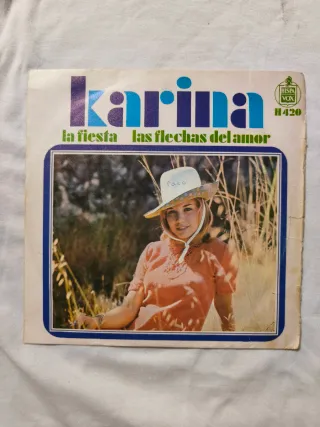 karina
HISPA
VOX
H 420
la fiesta las flechas del amor